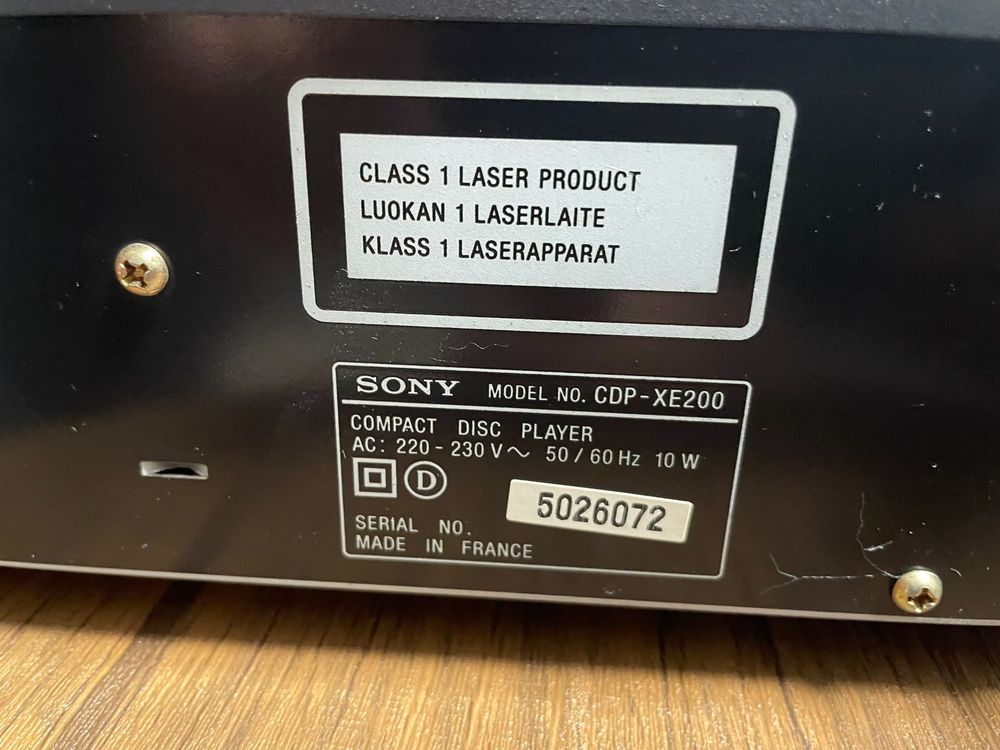 CLASS 1 LASER PRODUCT
LUOKAN 1 LASERLAITE
KLASS 1 LASERAPPARAT
SONY MODEL NO. CDP-XE200
COMPACT DISC PLAYER
AC: 220 - 230 V~ 50 / 60 Hz 10 W
D
5026072
SERIAL NO.
MADE IN FRANCE